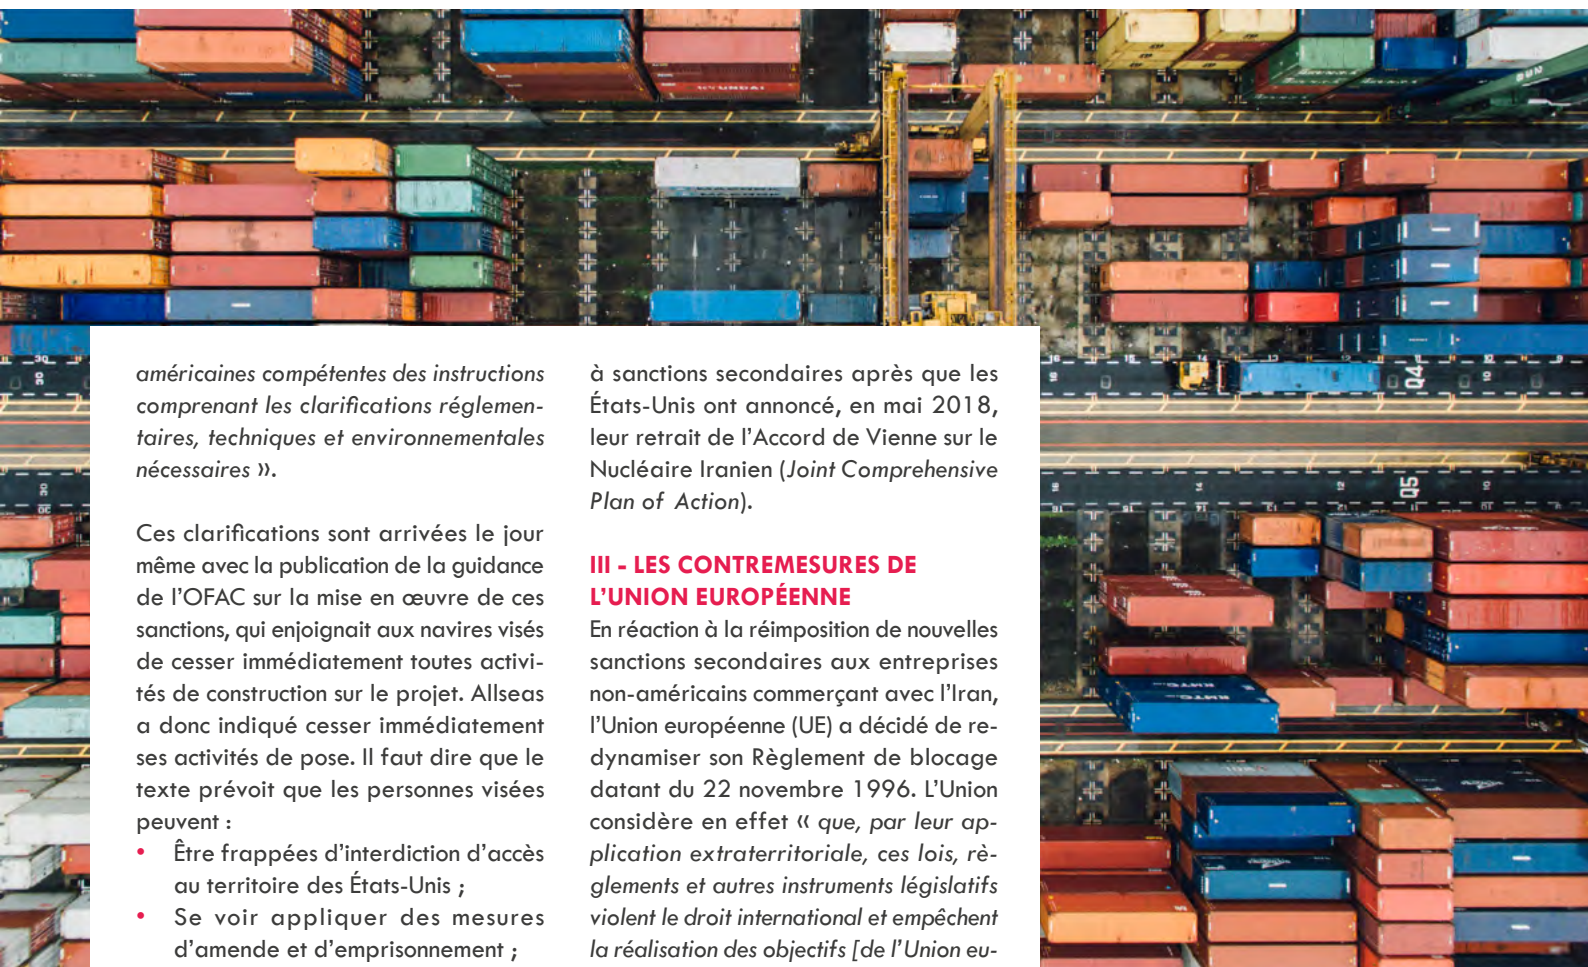 américaines compétentes des instructions
comprenant les clarifications réglemen-
taires, techniques et environnementales
nécessaires ».
Ces clarifications sont arrivées le jour
même avec la publication de la guidance
de l’OFAC sur la mise en œuvre de ces
sanctions, qui enjoignait aux navires visés
de cesser immédiatement toutes activi-
tés de construction sur le projet. Allseas
a donc indiqué cesser immédiatement
ses activités de pose. Il faut dire que le
texte prévoit que les personnes visées
peuvent :
• Être frappées d’interdiction d’accès
au territoire des États-Unis ;
• Se voir appliquer des mesures
d’amende et d’emprisonnement ;
à sanctions secondaires après que les
États-Unis ont annoncé, en mai 2018,
leur retrait de l’Accord de Vienne sur le
Nucléaire Iranien (Joint Comprehensive
Plan of Action).
III - LES CONTREMESURES DE
L’UNION EUROPÉENNE
En réaction à la réimposition de nouvelles
sanctions secondaires aux entreprises
non-américains commerçant avec l’Iran,
l’Union européenne (UE) a décidé de re-
dynamiser son Règlement de blocage
datant du 22 novembre 1996. L’Union
considère en effet « que, par leur ap-
plication extraterritoriale, ces lois, rè-
glements et autres instruments législatifs
violent le droit international et empêchent
la réalisation des objectifs [de l’Union eu-
HYUNDAI
Q4
Q5